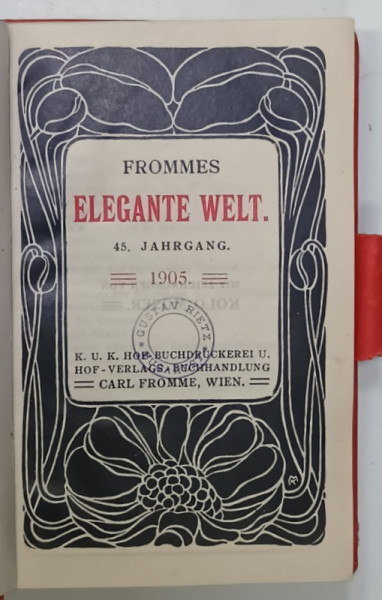 FROMMES
ELEGANTE WELT.
45. JAHRGANG.
1905.
GUSTAV RIETZ
K. U. K. HOF-BUCHDRUCKEREI U.
HOF-VERLAGS-BUCHHANDLUNG
CARL FROMME, WIEN.